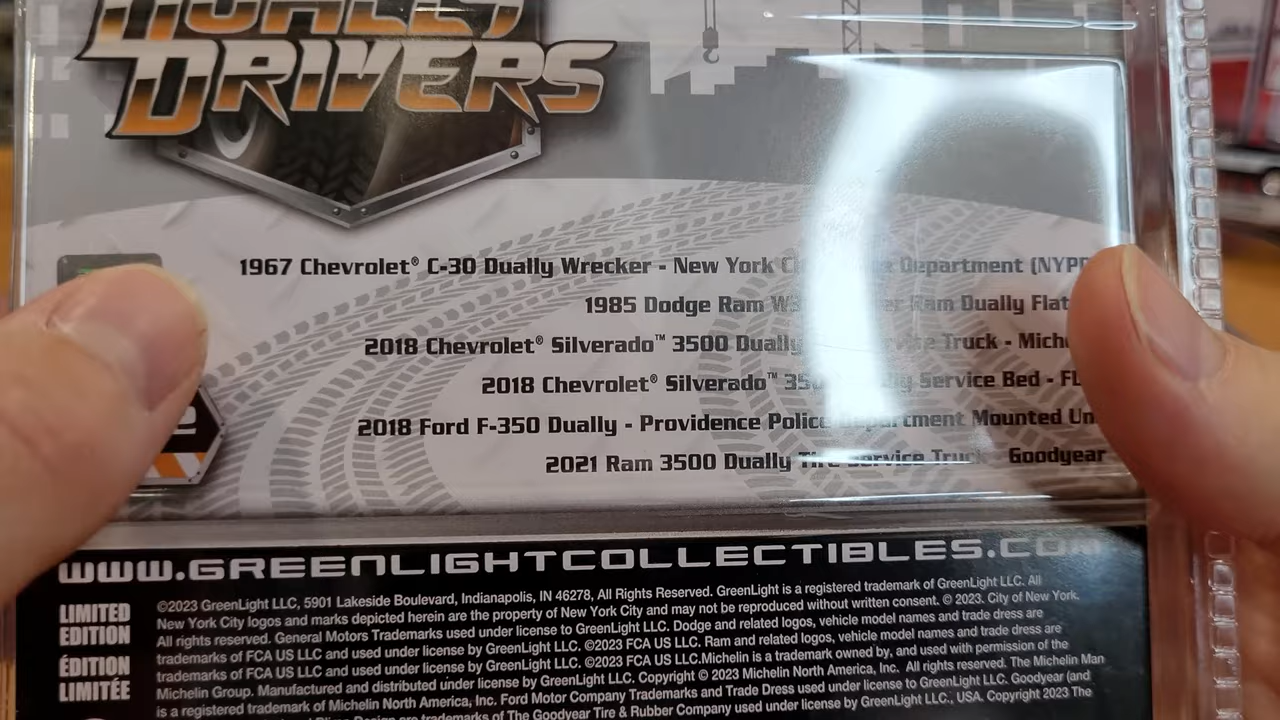 DRIVERS
1967 Chevrolet® C-30 Dually Wrecker - New York Department (NYP
1985 Dodge Ram Ram Dually Flat
2018 Chevrolet® Silverado™ 3500 Dually Truck - Mich
2018 Chevrolet® Silverado™ Service Bed - FL
2018 Ford F-350 Dually - Providence Police Department Mounted Un
2021 Ram 3500 Dually Tire Service Truck - Goodyear
WWW.GREENLIGHTCOLLECTIBLES.COM
LIMITED
EDITION
ÉDITION
LIMITÉE
©2023 GreenLight LLC, 5901 Lakeside Boulevard, Indianapolis, IN 46278, All Rights Reserved. GreenLight is a registered trademark of GreenLight LLC. All
New York City logos and marks depicted herein are the property of New York City and may not be reproduced without written consent. © 2023. City of New York.
All rights reserved. General Motors Trademarks used under license to GreenLight LLC. Dodge and related logos, vehicle model names and trade dress are
trademarks of FCA US LLC and used under license by GreenLight LLC. ©2023 FCA US LLC. Ram and related logos, vehicle model names and trade dress are
trademarks of FCA US LLC and used under license by GreenLight LLC. ©2023 FCA US LLC.Michelin is a trademark owned by, and used with permission of the
Michelin Group. Manufactured and distributed under license by GreenLight LLC. Copyright © 2023 Michelin North America, Inc. All rights reserved. The Michelin Man
is a registered trademark of Michelin North America, Inc. Ford Motor Company Trademarks and Trade Dress used under license to GreenLight LLC. Goodyear (and
are trademarks of The Goodyear Tire & Rubber Company used under license by GreenLight LLC., USA. Copyright 2023 The